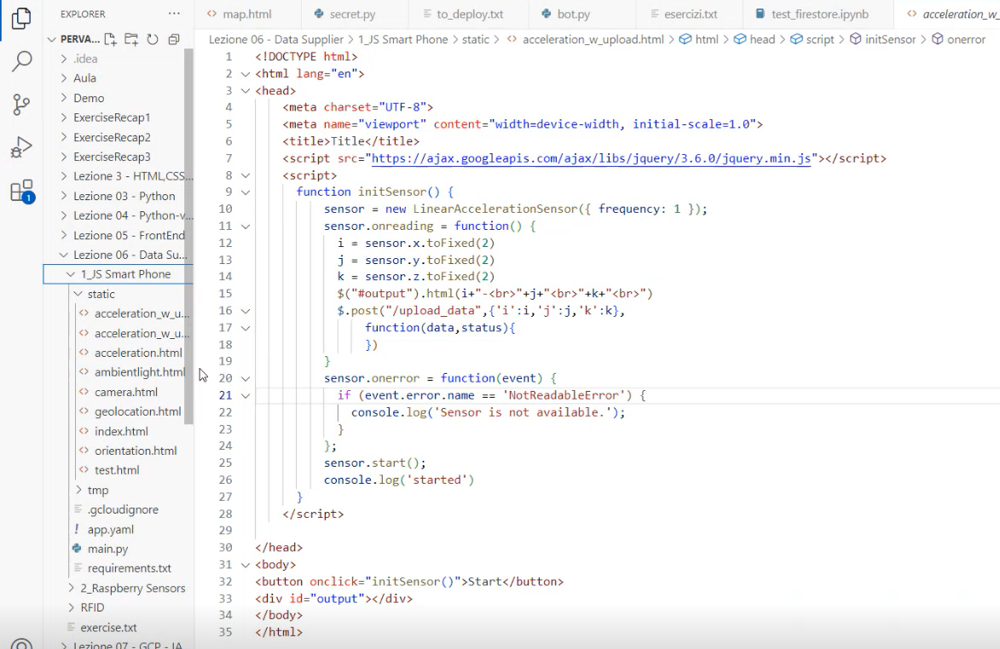 EXPLORER ···
map.html secret.py to_deploy.txt bot.py esercizi.txt test_firestore.ipynb acceleration_w_
PERVA...
Lezione 06 - Data Supplier > 1_JS Smart Phone > static > acceleration_w_upload.html > html > head > script > initSensor > onerror
.idea
Aula
Demo
ExerciseRecap1
ExerciseRecap2
ExerciseRecap3
Lezione 3 - HTML,CSS...
Lezione 03 - Python
Lezione 04 - Python-v...
Lezione 05 - FrontEnd
Lezione 06 - Data Su...
1_JS Smart Phone
static
acceleration_w_u...
acceleration_w_u...
acceleration.html
ambientlight.html
camera.html
geolocation.html
index.html
orientation.html
test.html
tmp
.gcloudignore
! app.yaml
main.py
requirements.txt
2_Raspberry Sensors
RFID
exercise.txt
Lezione 07 - GCP - IA
1
1 <!DOCTYPE html>
2 <html lang="en">
3 <head>
4 <meta charset="UTF-8">
5 <meta name="viewport" content="width=device-width, initial-scale=1.0">
6 <title>Title</title>
7 <script src="https://ajax.googleapis.com/ajax/libs/jquery/3.6.0/jquery.min.js"></script>
8 <script>
9 function initSensor() {
10 sensor = new LinearAccelerationSensor({ frequency: 1 });
11 sensor.onreading = function() {
12 i = sensor.x.toFixed(2)
13 j = sensor.y.toFixed(2)
14 k = sensor.z.toFixed(2)
15 $("#output").html(i+"-<br>"+j+"<br>"+k+"<br>")
16 $.post("/upload_data",{'i':i,'j':j,'k':k},
17 function(data,status){
18 })
19 }
20 sensor.onerror = function(event) {
21 if (event.error.name == 'NotReadableError') {
22 console.log('Sensor is not available.');
23 }
24 };
25 sensor.start();
26 console.log('started')
27 }
28 </script>
29
30 </head>
31 <body>
32 <button onclick="initSensor()">Start</button>
33 <div id="output"></div>
34 </body>
35 </html>